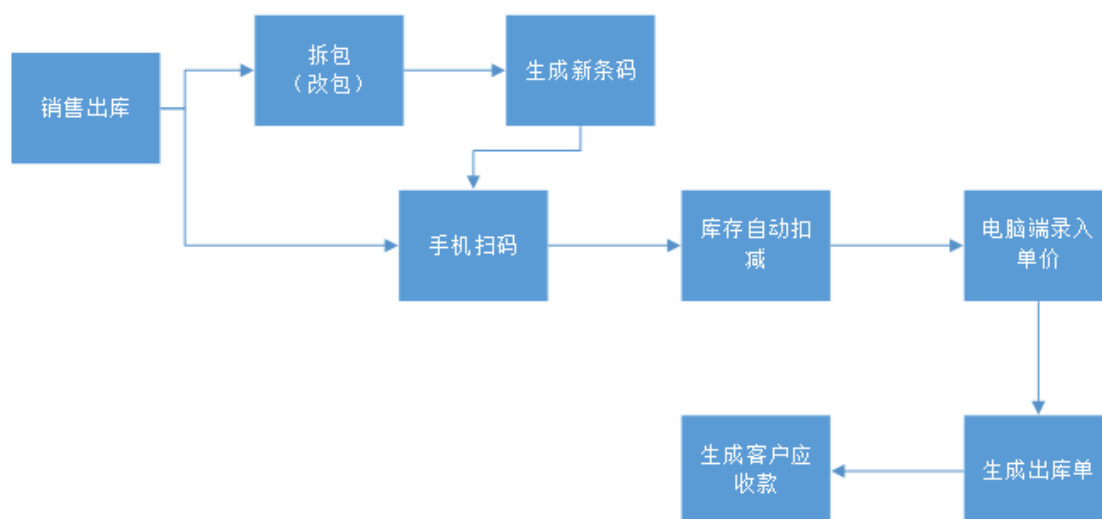 拆包
（改包）
生成新条码
销售出库
手机扫码
库存自动扣
减
电脑端录入
单价
生成客户应
收款
生成出库单